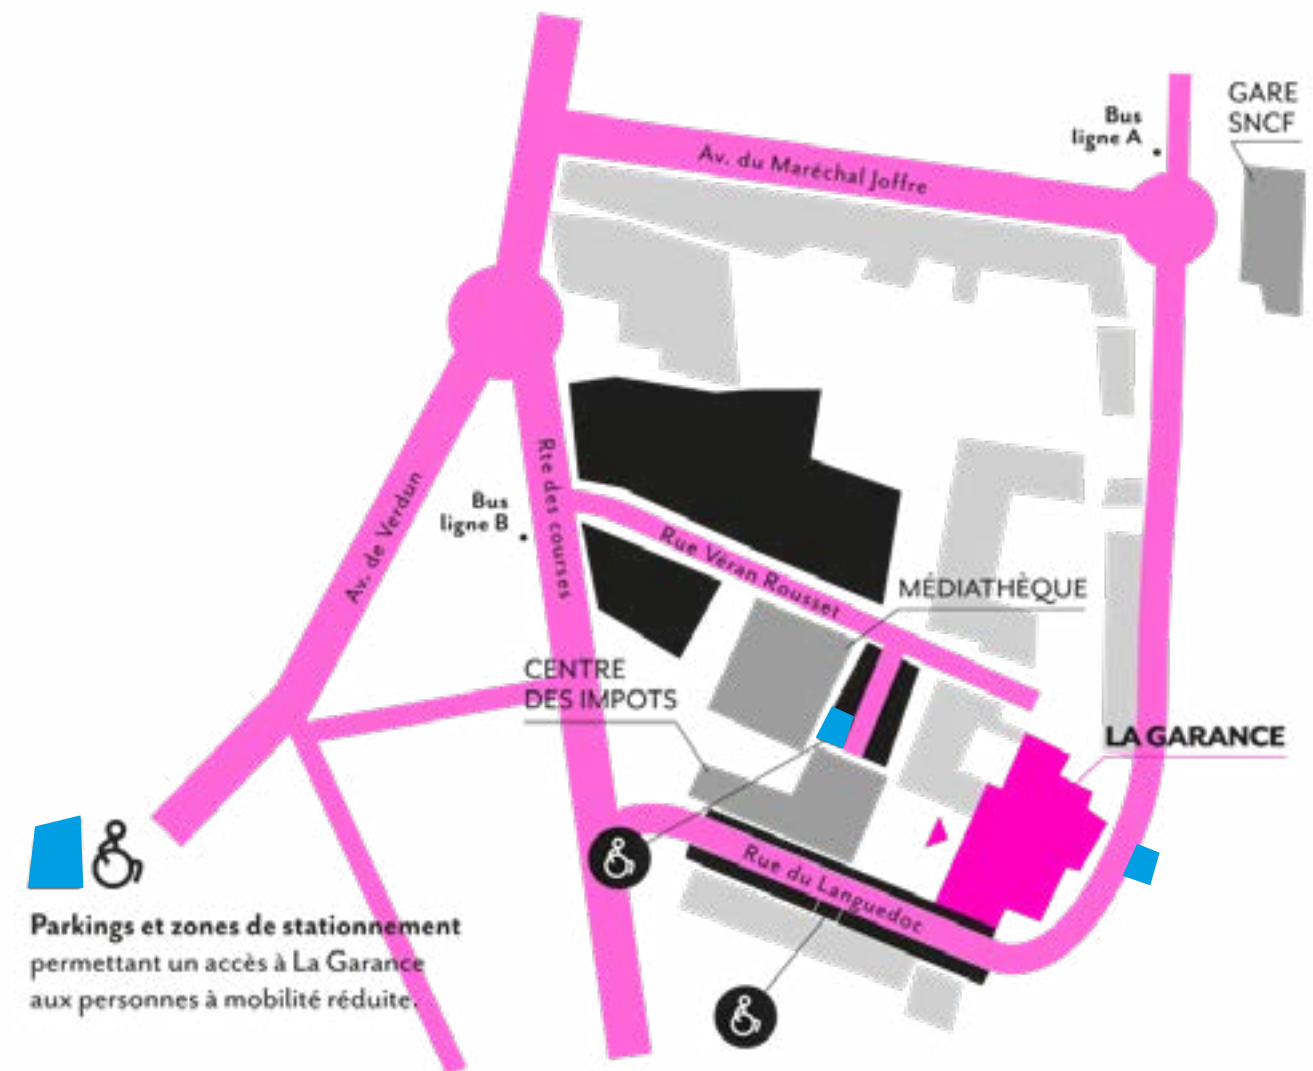 GARE
SNCF
Bus
ligne A
Av. du Maréchal Joffre
Rte des courses
Av. de Verdun
Bus
ligne B
Rue Véran Rousset
MÉDIATHÈQUE
CENTRE
DES IMPOTS
LA GARANCE
Rue du Languedoc
Parkings et zones de stationnement
permettant un accès à La Garance
aux personnes à mobilité réduite.